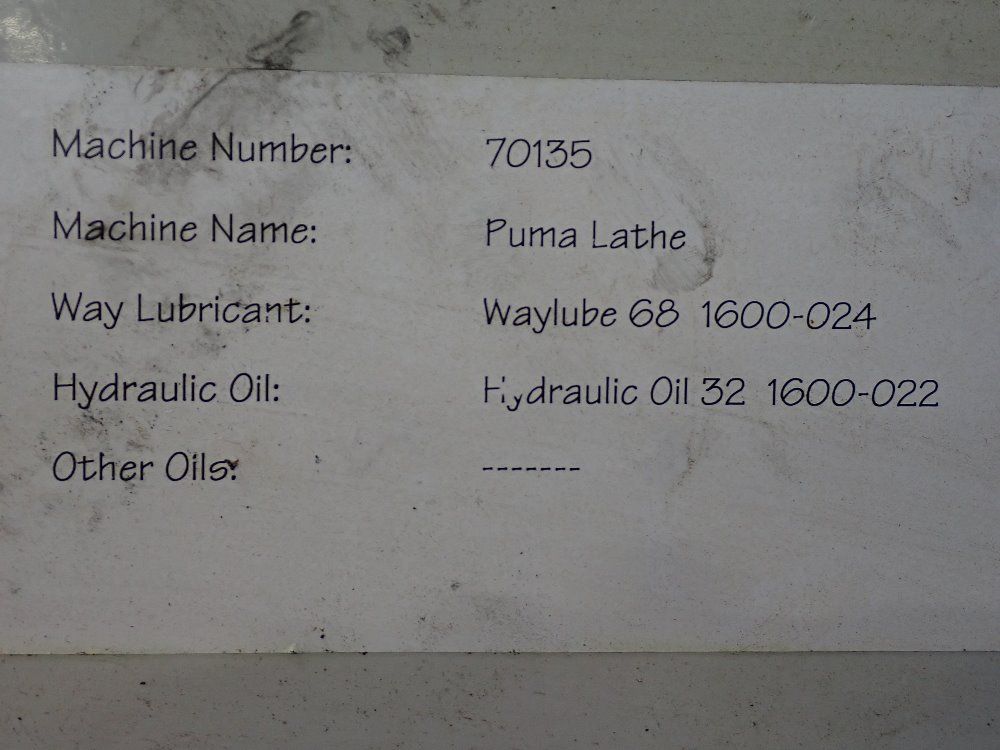 Machine Number: 70135
Machine Name: Puma Lathe
Way Lubricant: Waylube 68 1600-024
Hydraulic Oil: Hydraulic Oil 32 1600-022
Other Oils: -------